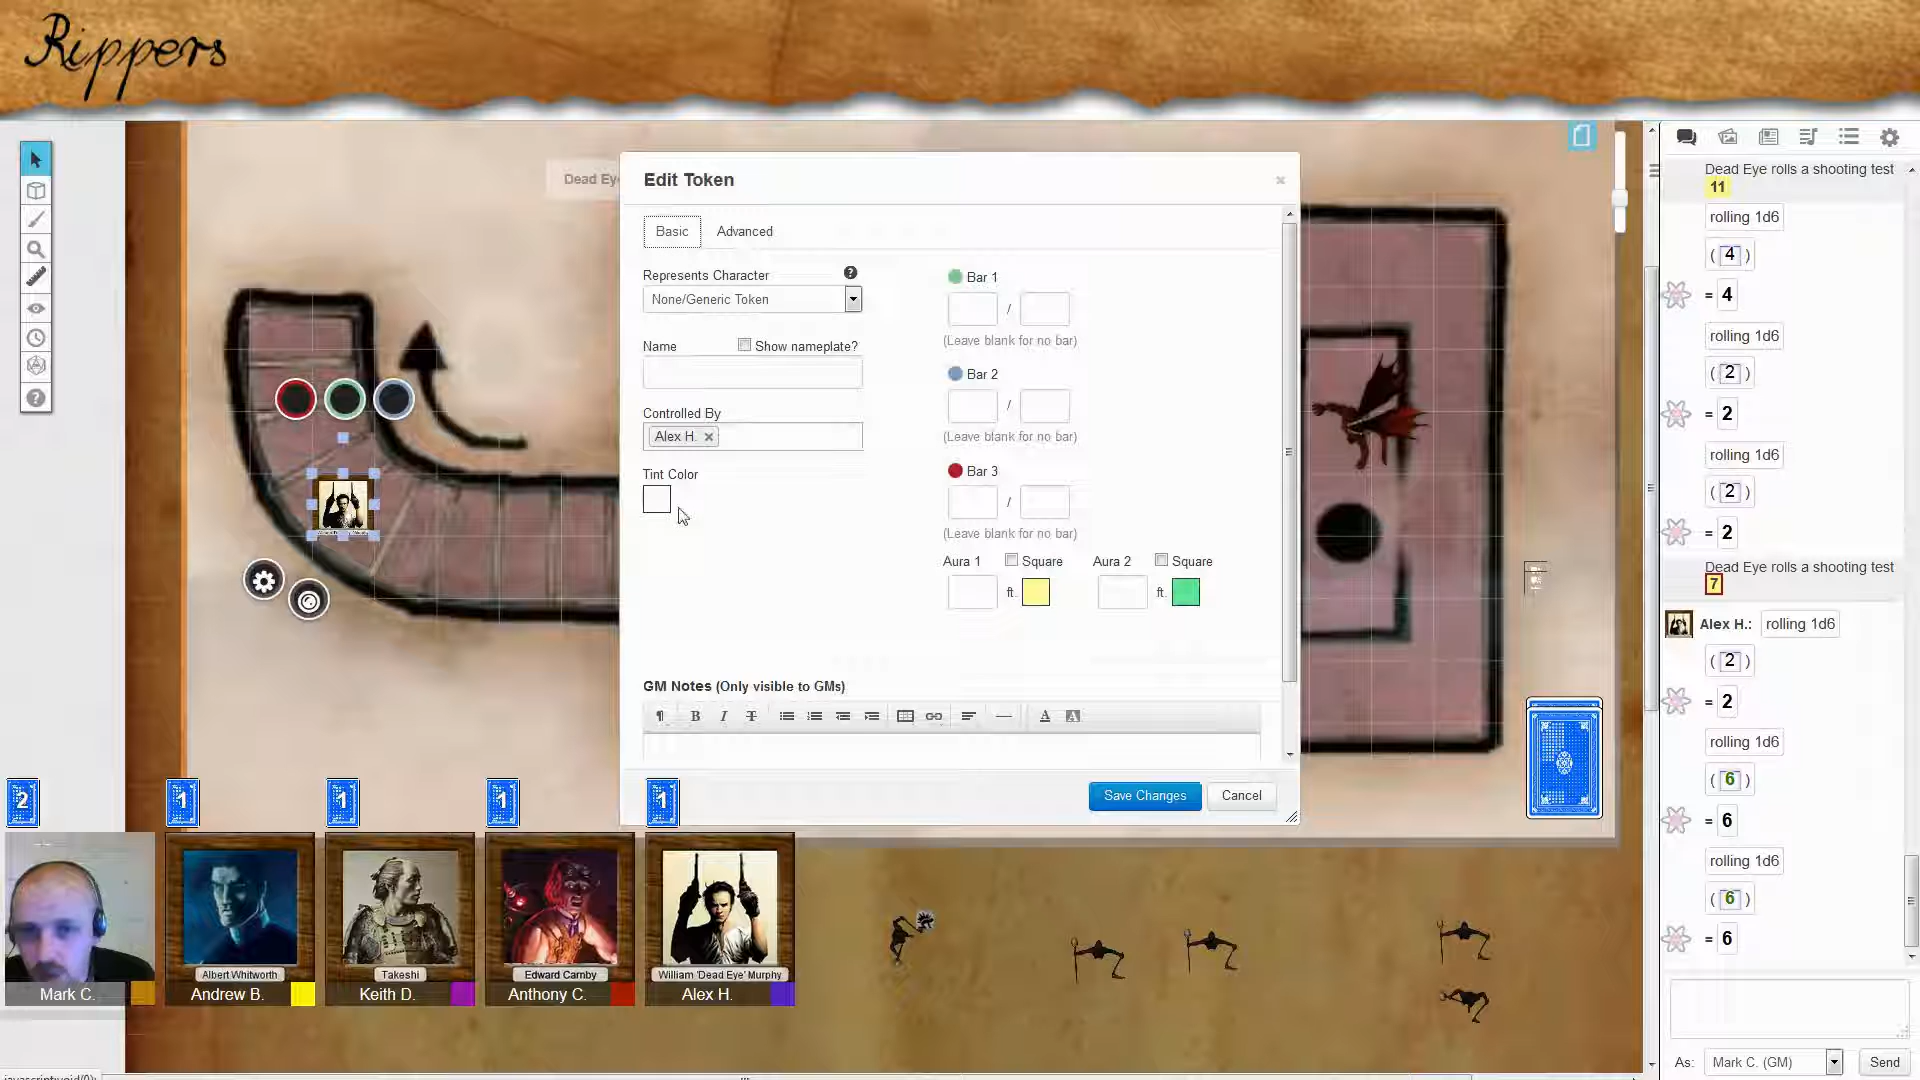 Rippers
Dead Ey
Edit Token
×
Basic
Advanced
Represents Character
?
None/Generic Token
Name
Show nameplate?
Controlled By
Alex H. ×
Tint Color
Bar 1
/
(Leave blank for no bar)
Bar 2
/
(Leave blank for no bar)
Bar 3
/
(Leave blank for no bar)
Aura 1
Square
Aura 2
Square
ft.
ft.
GM Notes (Only visible to GMs)
Save Changes
Cancel
Dead Eye rolls a shooting test
11
rolling 1d6
(4)
= 4
rolling 1d6
(2)
= 2
rolling 1d6
(2)
= 2
Dead Eye rolls a shooting test
7
Alex H.: rolling 1d6
(2)
= 2
rolling 1d6
(6)
= 6
rolling 1d6
(6)
= 6
As: Mark C. (GM)
Send
2
1
1
1
1
Mark C.
Albert Whitworth
Andrew B.
Takeshi
Keith D.
Edward Carnby
Anthony C.
William 'Dead Eye' Murphy
Alex H.